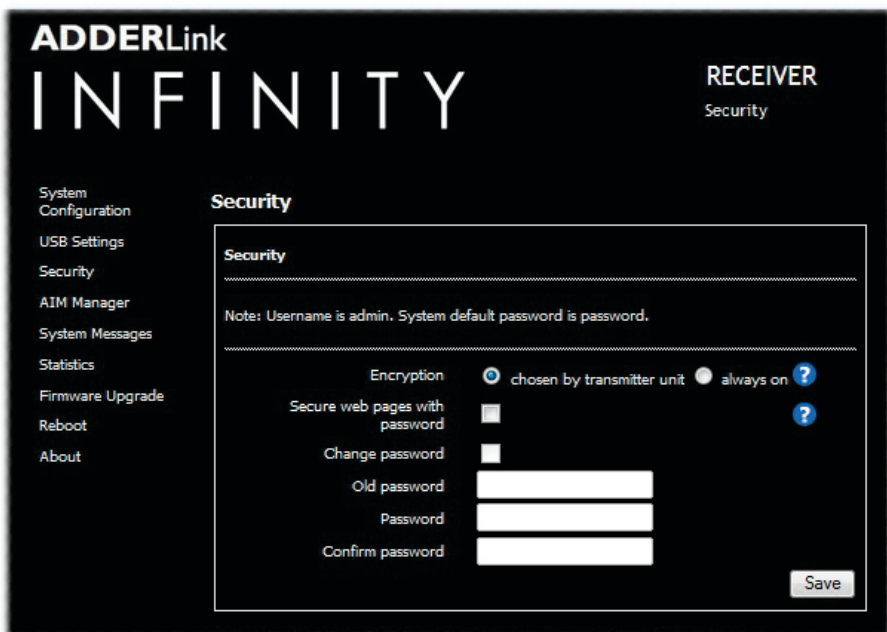 ADDERLink
INFINITY
RECEIVER
Security
System
Configuration
USB Settings
Security
AIM Manager
System Messages
Statistics
Firmware Upgrade
Reboot
About
Security
Security
Note: Username is admin. System default password is password.
Encryption chosen by transmitter unit always on ?
Secure web pages with
password ?
Change password
Old password
Password
Confirm password
Save